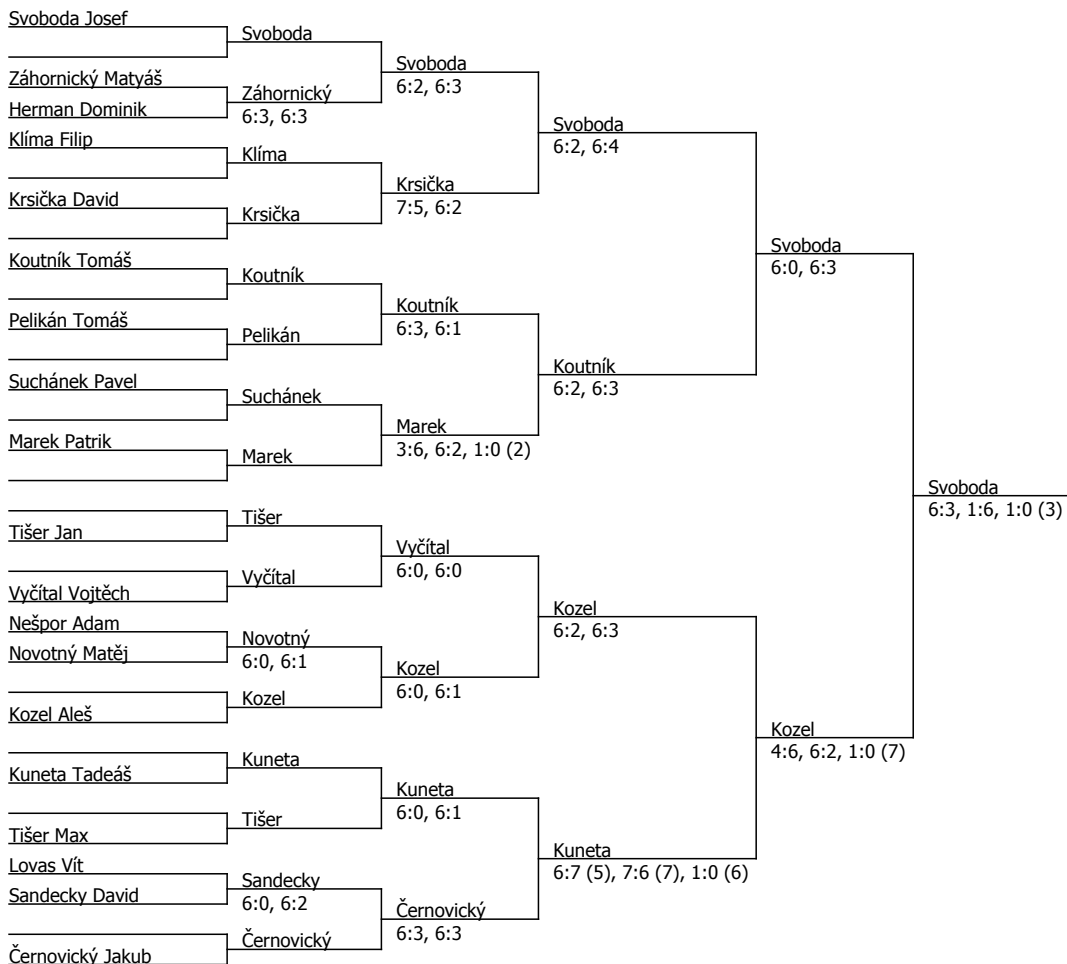 Svoboda Josef
Záhornický Matyáš
Herman Dominik
Klíma Filip
Krsička David
Koutník Tomáš
Pelikán Tomáš
Suchánek Pavel
Marek Patrik
Tišer Jan
Vyčítal Vojtěch
Nešpor Adam
Novotný Matěj
Kozel Aleš
Kuneta Tadeáš
Tišer Max
Lovas Vít
Sandecky David
Černovický Jakub
Svoboda
Záhornický
6:3, 6:3
Klíma
Krsička
Koutník
Pelikán
Suchánek
Marek
Tišer
Vyčítal
Novotný
6:0, 6:1
Kozel
Kuneta
Tišer
Sandecky
6:0, 6:2
Černovický
Svoboda
6:2, 6:3
Krsička
7:5, 6:2
Koutník
6:3, 6:1
Marek
3:6, 6:2, 1:0 (2)
Vyčítal
6:0, 6:0
Kozel
6:0, 6:1
Kuneta
6:0, 6:1
Černovický
6:3, 6:3
Svoboda
6:2, 6:4
Koutník
6:2, 6:3
Kozel
6:2, 6:3
Kuneta
6:7 (5), 7:6 (7), 1:0 (6)
Svoboda
6:0, 6:3
Kozel
4:6, 6:2, 1:0 (7)
Svoboda
6:3, 1:6, 1:0 (3)